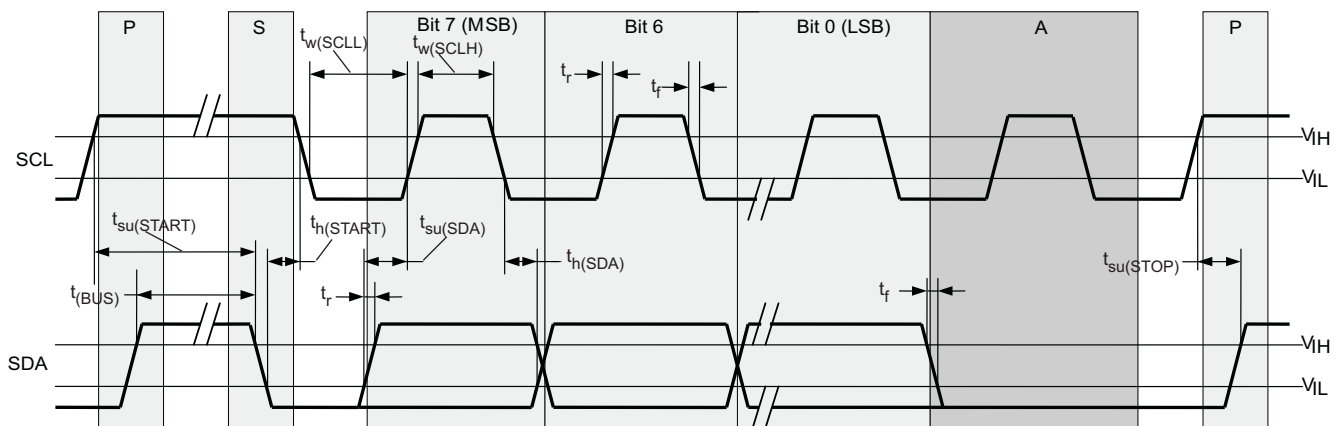 P S Bit 7 (MSB) Bit 6 Bit 0 (LSB) A P
tw(SCLL) tw(SCLH) tr tf
SCL VIH
VIL
tsu(START) th(START) tsu(SDA) th(SDA) tsu(STOP)
t(BUS) tr tf
SDA VIH
VIL